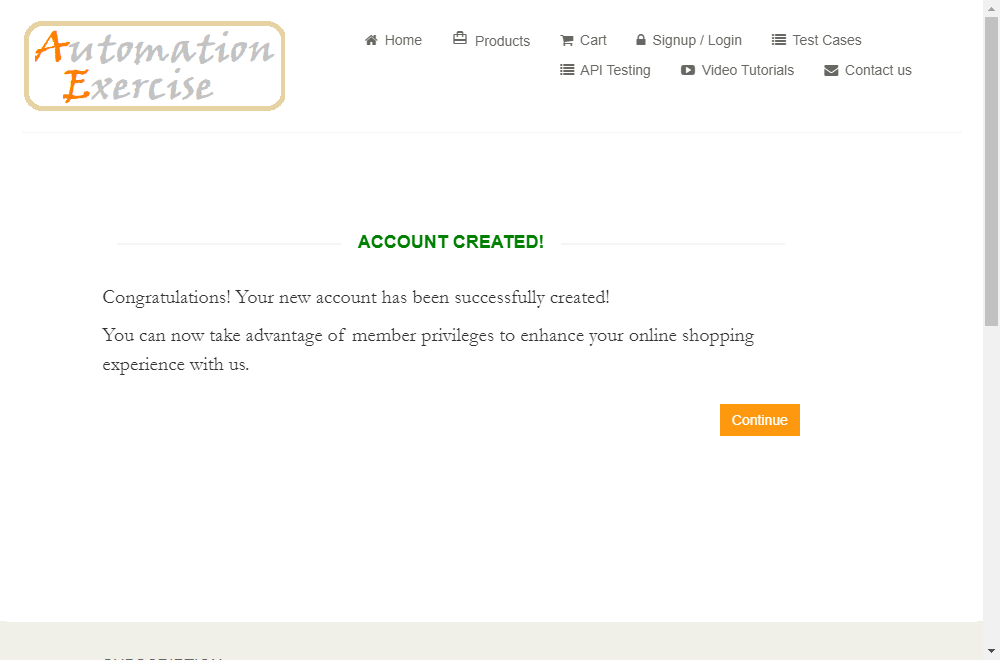 Automation
Exercise
Home
Products
Cart
Signup / Login
Test Cases
API Testing
Video Tutorials
Contact us
ACCOUNT CREATED!
Congratulations! Your new account has been successfully created!
You can now take advantage of member privileges to enhance your online shopping
experience with us.
Continue